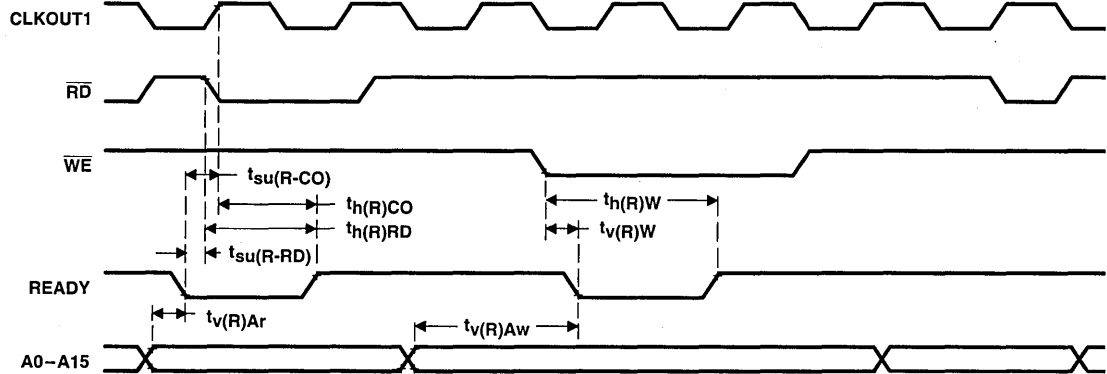 CLKOUT1
RD
WE
tsu(R-CO)
th(R)CO
th(R)W
th(R)RD
tv(R)W
tsu(R-RD)
READY
tv(R)Ar
tv(R)Aw
A0–A15